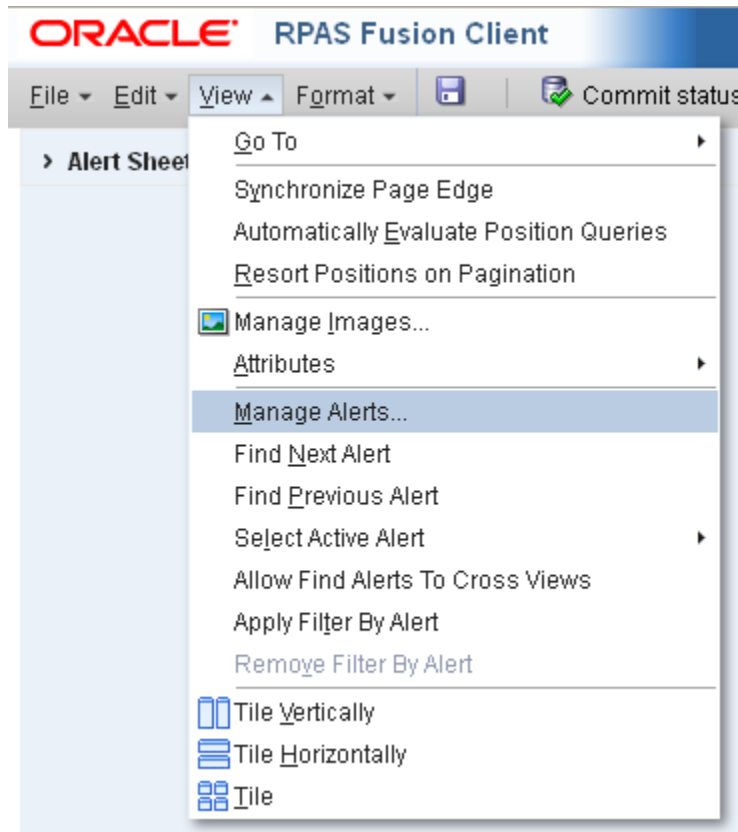 ORACLE RPAS Fusion Client
File Edit View Format Commit status
Alert Sheet
Go To
Synchronize Page Edge
Automatically Evaluate Position Queries
Resort Positions on Pagination
Manage Images...
Attributes
Manage Alerts...
Find Next Alert
Find Previous Alert
Select Active Alert
Allow Find Alerts To Cross Views
Apply Filter By Alert
Remove Filter By Alert
Tile Vertically
Tile Horizontally
Tile